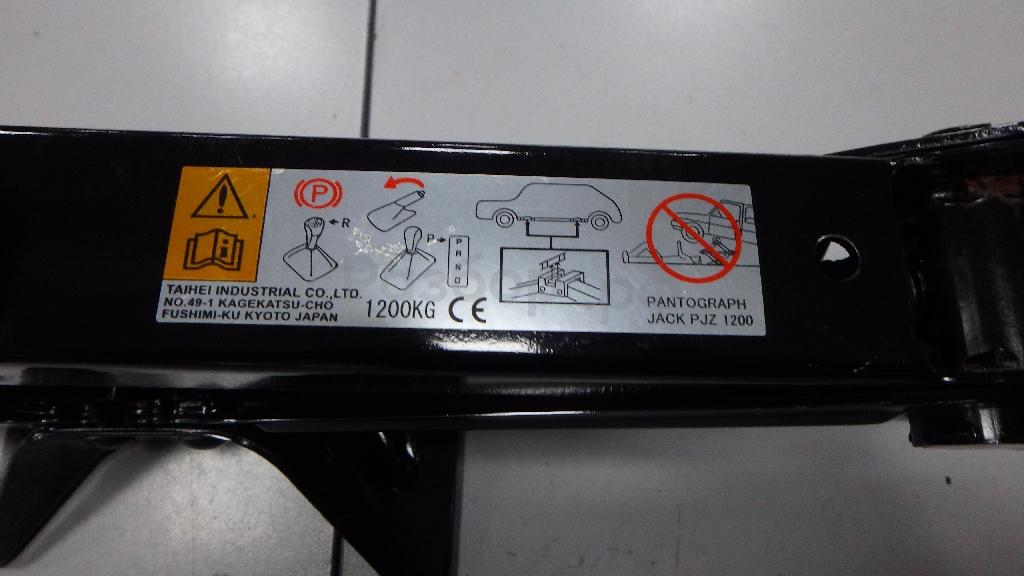 P
R
P
P
R
N
D
TAIHEI INDUSTRIAL CO.,LTD.
NO.49-1 KAGEKATSU-CHO
FUSHIMI-KU KYOTO JAPAN
1200KG CE
PANTOGRAPH
JACK PJZ 1200